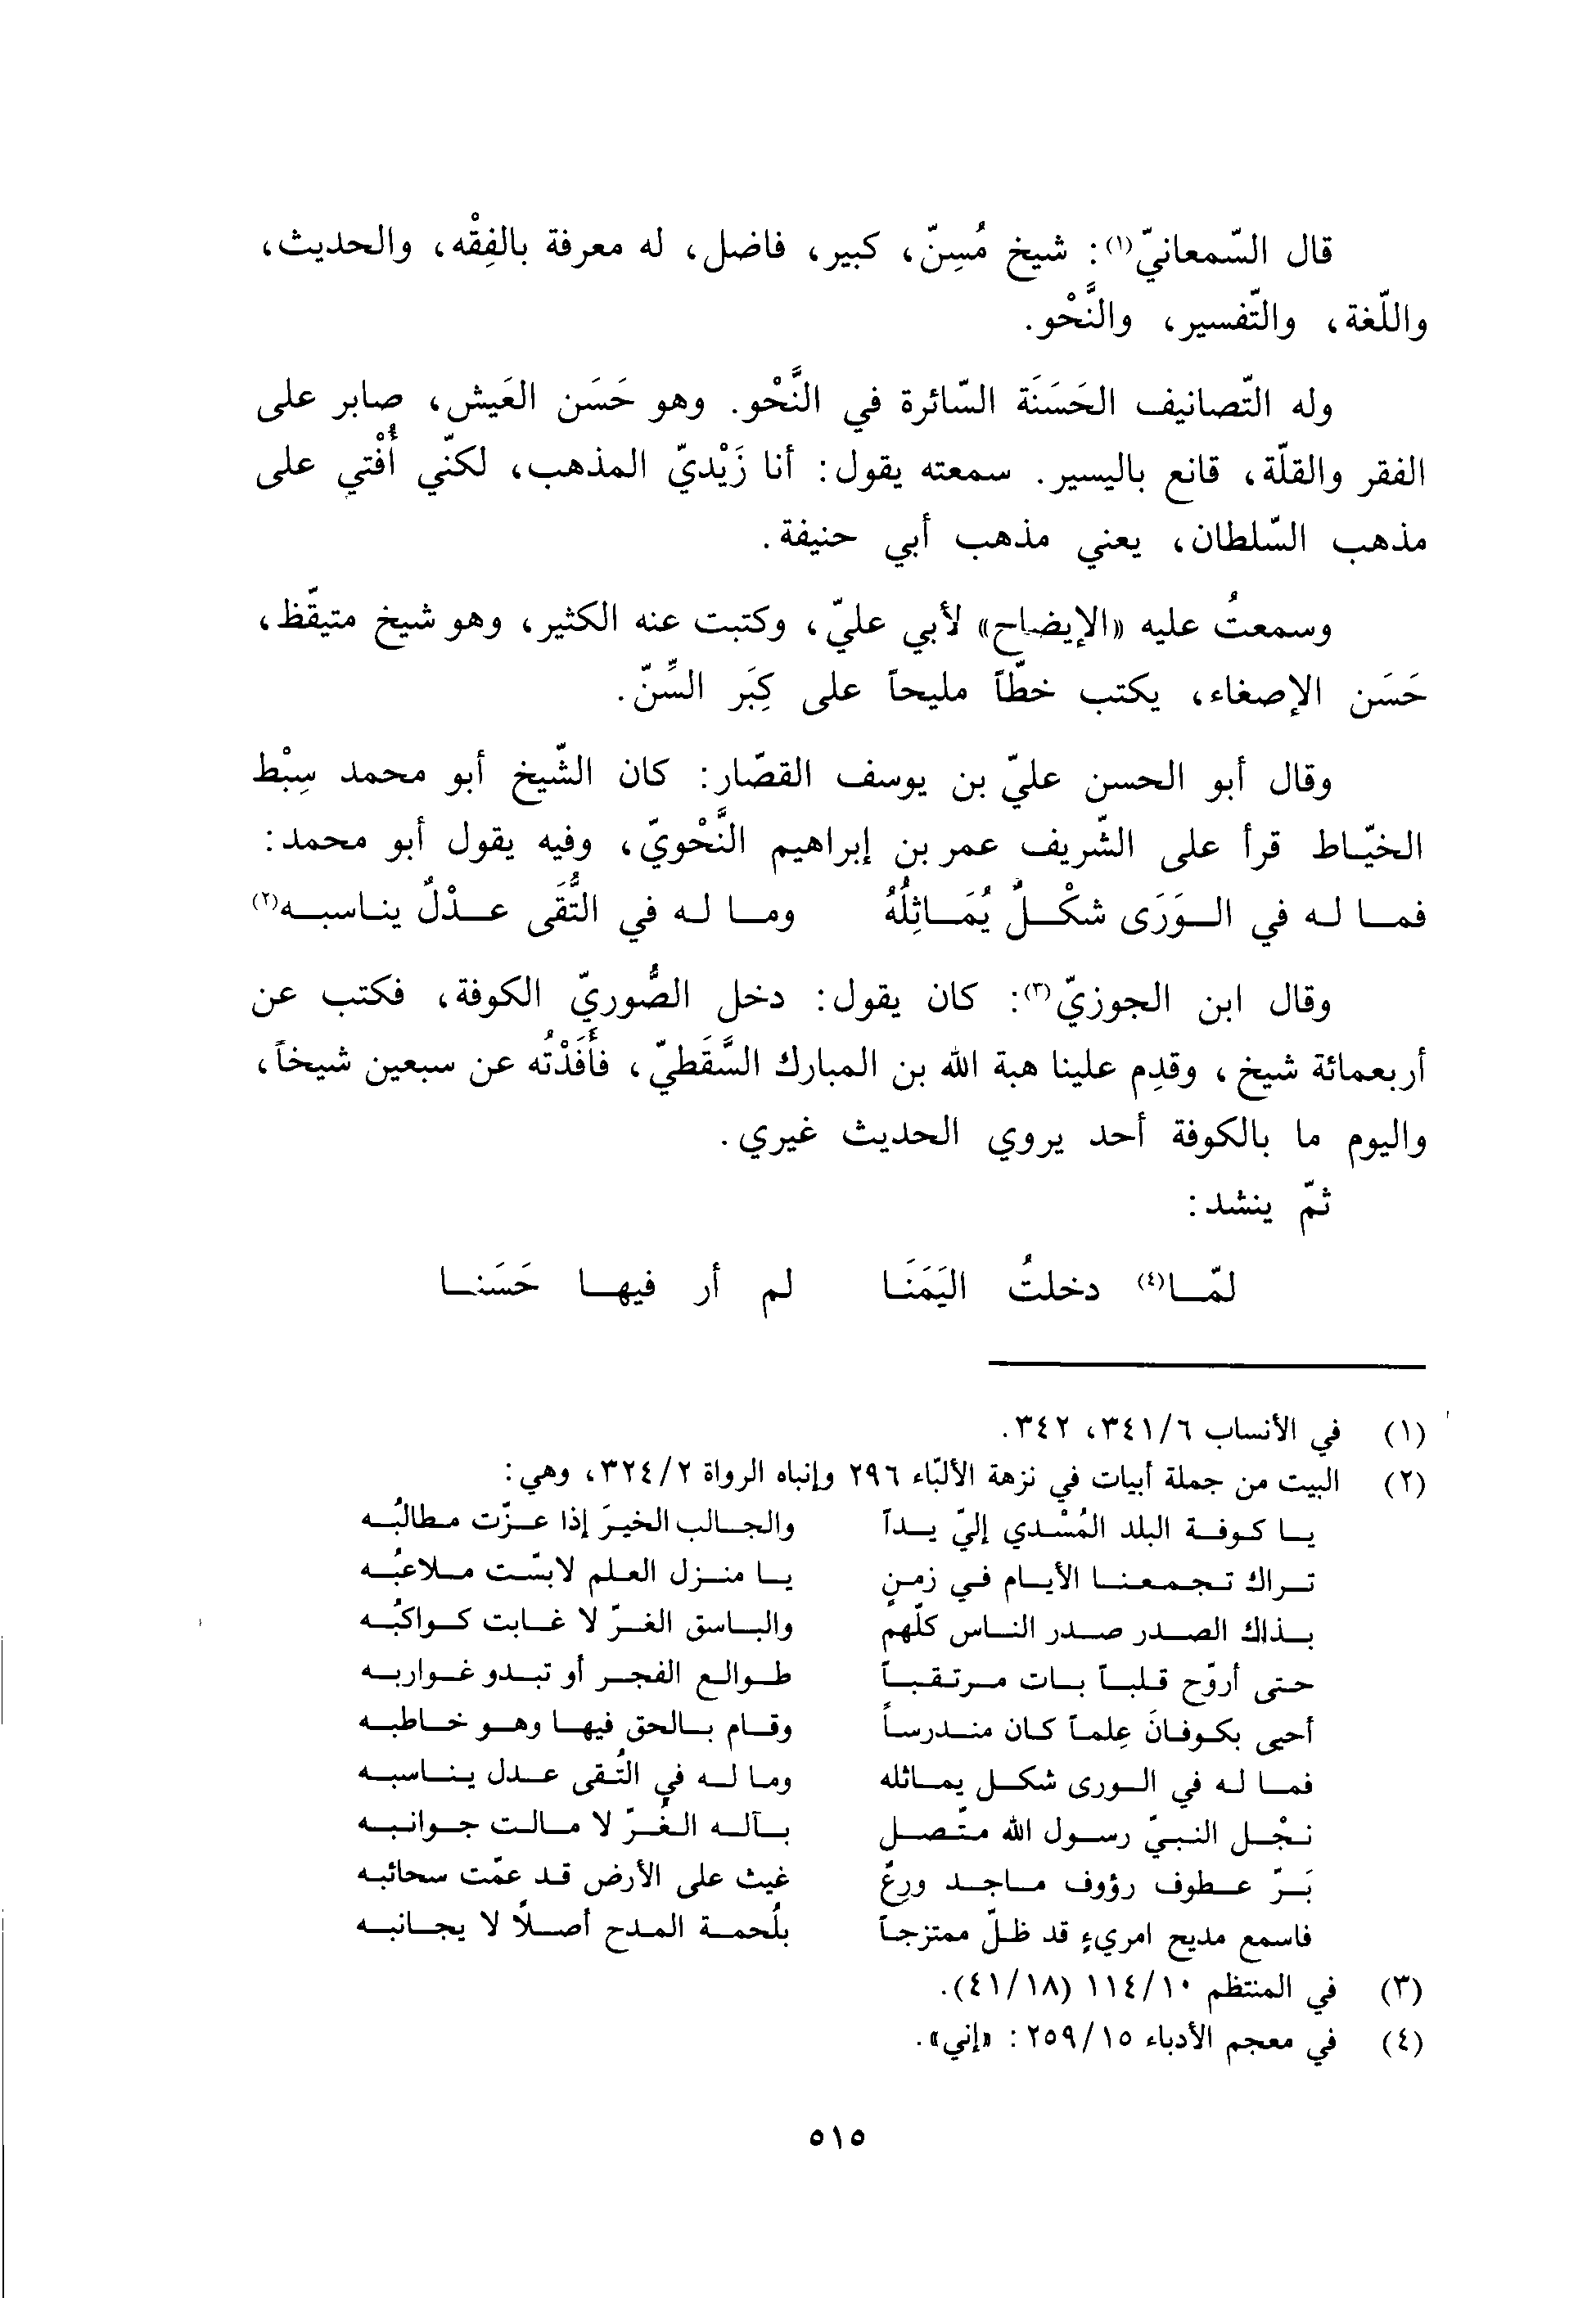 قال السّمعانيّ(١): شيخ مُسِنّ، كبير، فاضل، له معرفة بالفِقْه، والحديث،
واللّغة، والتّفسير، والنَّحْو.
وله التّصانيف الحَسَنَة السّائرة في النَّحْو. وهو حَسَن العَيش، صابر على
الفقر والقلّة، قانع باليسير. سمعته يقول: أنا زَيْديّ المذهب، لكنّي أُفْتي على
مذهب السّلطان، يعني مذهب أبي حنيفة.
وسمعتُ عليه «الإيضاح» لأبي عليّ، وكتبت عنه الكثير، وهو شيخ متيقّظ،
حَسَن الإصغاء، يكتب خطّاً مليحاً على كِبَر السِّنّ.
وقال أبو الحسن عليّ بن يوسف القصّار: كان الشّيخ أبو محمد سِبْط
الخيّاط قرأ على الشّريف عمر بن إبراهيم النَّحْويّ، وفيه يقول أبو محمد:
فما له في الوَرَى شكْلٌ يُمَاثِلُهُ وما له في التُّقَى عذْلٌ يناسبه(٢)
وقال ابن الجوزيّ(٣): كان يقول: دخل الصُّوريّ الكوفة، فكتب عن
أربعمائة شيخ، وقدِم علينا هبة الله بن المبارك السَّقَطيّ، فأَفَذْتُه عن سبعين شيخاً،
واليوم ما بالكوفة أحد يروي الحديث غيري.
ثمّ ينشد:
لمّا(٤) دخلتُ اليَمَنَا لم أر فيها حَسَنا
(١) في الأنساب ٣٤١/٦، ٣٤٢.
(٢) البيت من جملة أبيات في نزهة الألبّاء ٢٩٦ وإنباه الرواة ٣٢٤/٢، وهي:
يا كوفة البلد المُسْدي إليّ يداً والجالب الخيرَ إذا عزّت مطالبُه
تراك تجمعنا الأيام في زمنٍ يا منزل العلم لابسّت ملاعبُه
بذاك الصدر صدر الناس كلّهم والباسق الغرّ لا غابت كواكبُه
حتى أروّح قلباً بات مرتقباً طوالع الفجر أو تبدو غواربه
أحيى بكوفانَ عِلماً كان مندرساً وقام بالحق فيها وهو خاطبه
فما له في الورى شكل يماثله وما له في التُقى عدل يناسبه
نجْل النبيّ رسول الله متّصل بآله الغُرّ لا مالت جوانبه
بَرّ عطوف رؤوف ماجد ورِعٌ غيث على الأرض قد عمّت سحائبه
فاسمع مديح امريءٍ قد ظلّ ممتزجاً بلُحمة المدح أصلاً لا يجانبه
(٣) في المنتظم ١١٤/١٠ (٤١/١٨).
(٤) في معجم الأدباء ٢٥٩/١٥: «إني».
٥١٥